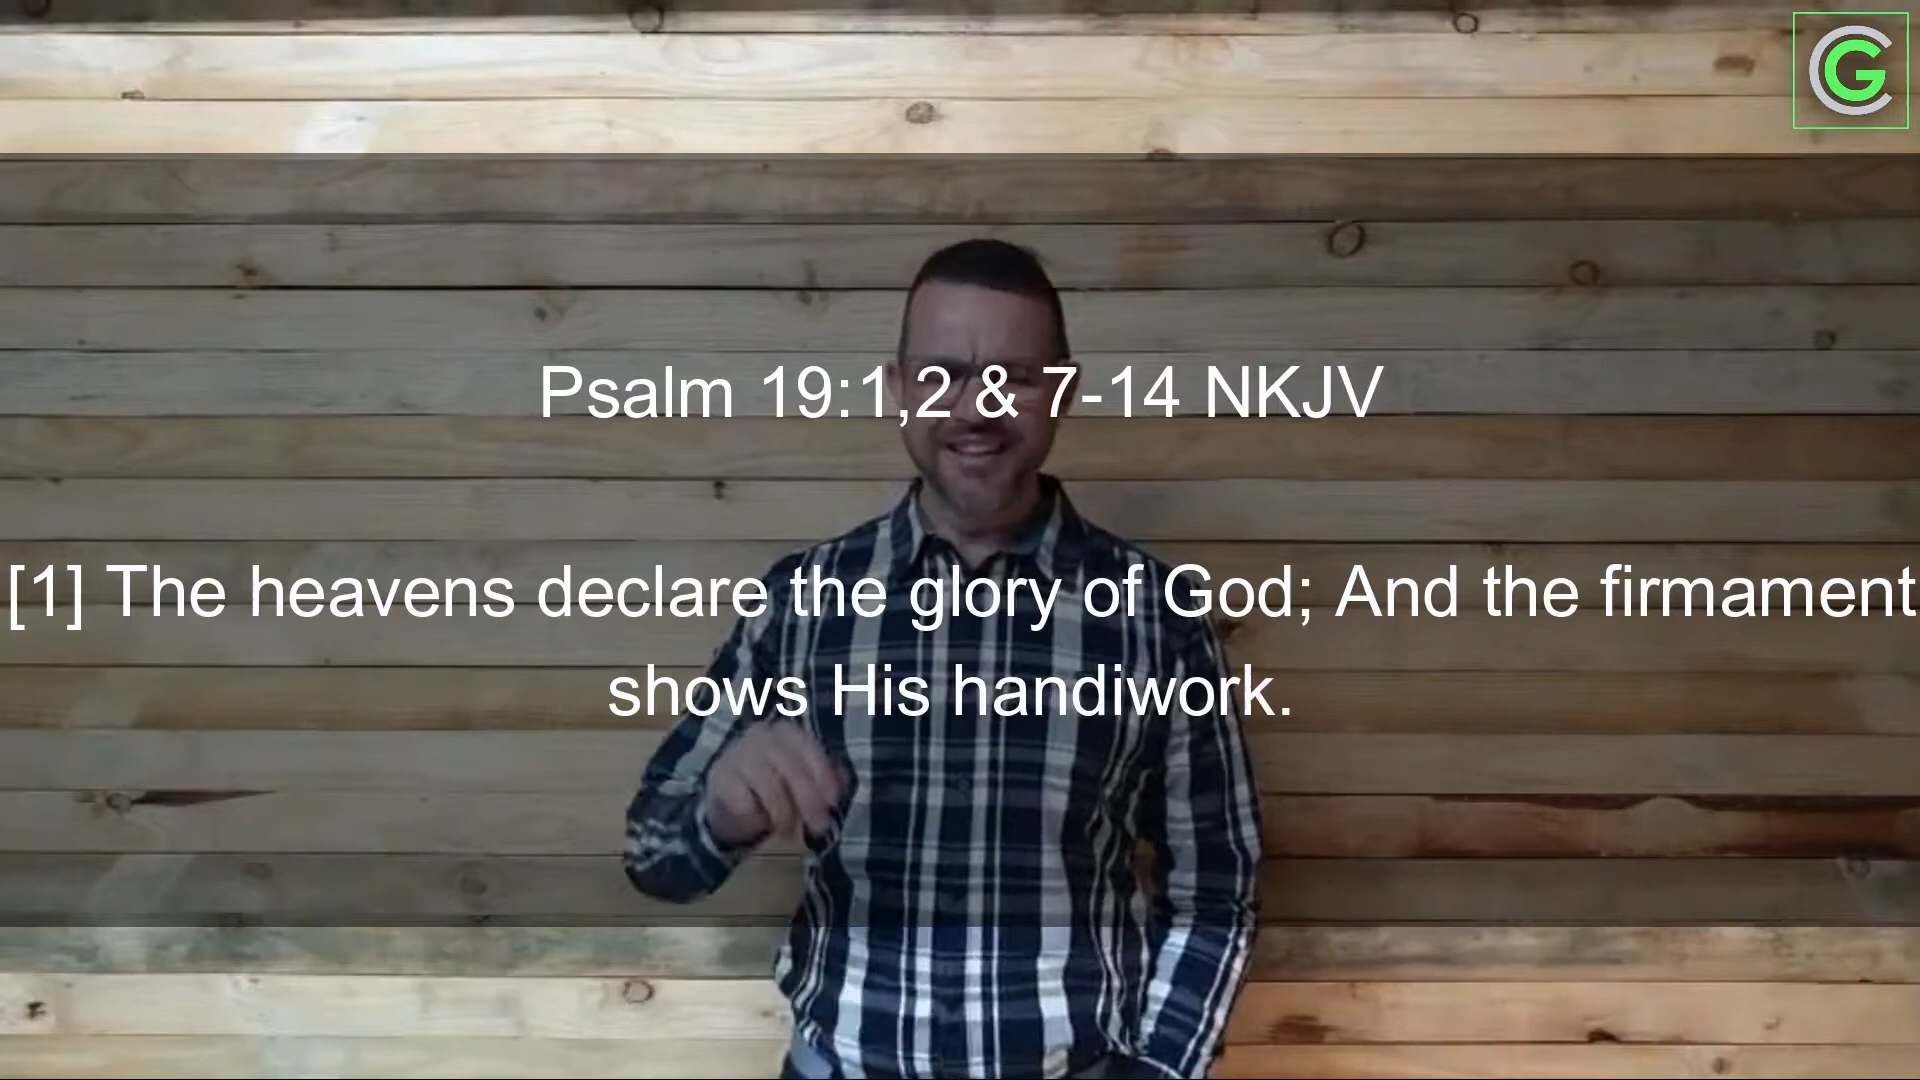 CG
Psalm 19:1,2 & 7-14 NKJV
[1] The heavens declare the glory of God; And the firmament
shows His handiwork.